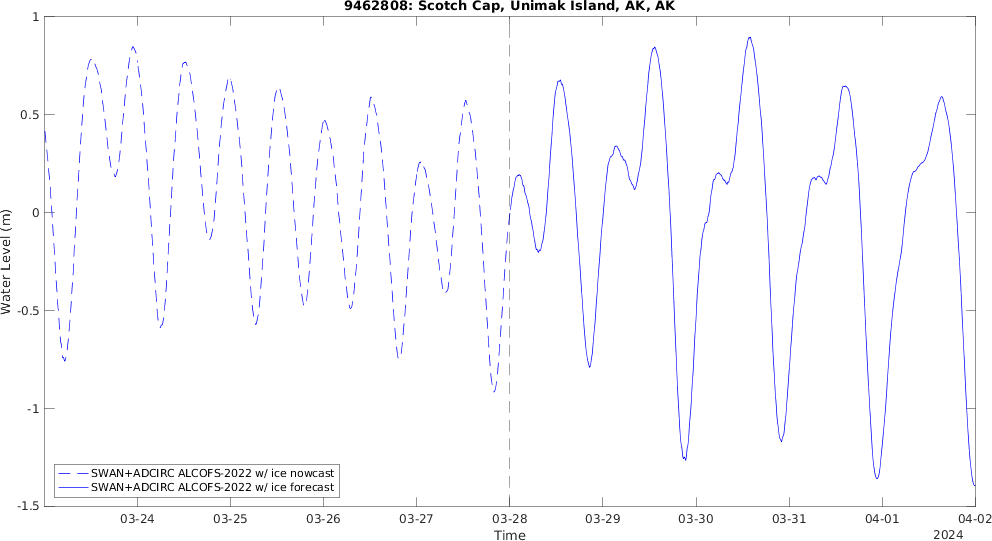 9462808: Scotch Cap, Unimak Island, AK, AK
Water Level (m)
1
0.5
0
-0.5
-1
-1.5
SWAN+ADCIRC ALCOFS-2022 w/ ice nowcast
SWAN+ADCIRC ALCOFS-2022 w/ ice forecast
03-24 03-25 03-26 03-27 03-28 03-29 03-30 03-31 04-01 04-02
Time
2024